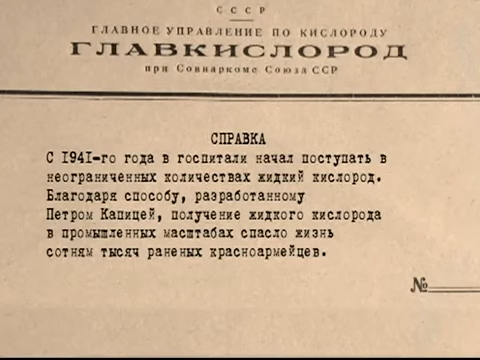 СССР
ГЛАВНОЕ УПРАВЛЕНИЕ ПО КИСЛОРОДУ
ГЛАВКИСЛОРОД
при Совнаркоме Союза ССР
СПРАВКА
С 1941-го года в госпитали начал поступать в
неограниченных количествах жидкий кислород.
Благодаря способу, разработанному
Петром Капицей, получение жидкого кислорода
в промышленных масштабах спасло жизнь
сотням тысяч раненых красноармейцев.
№